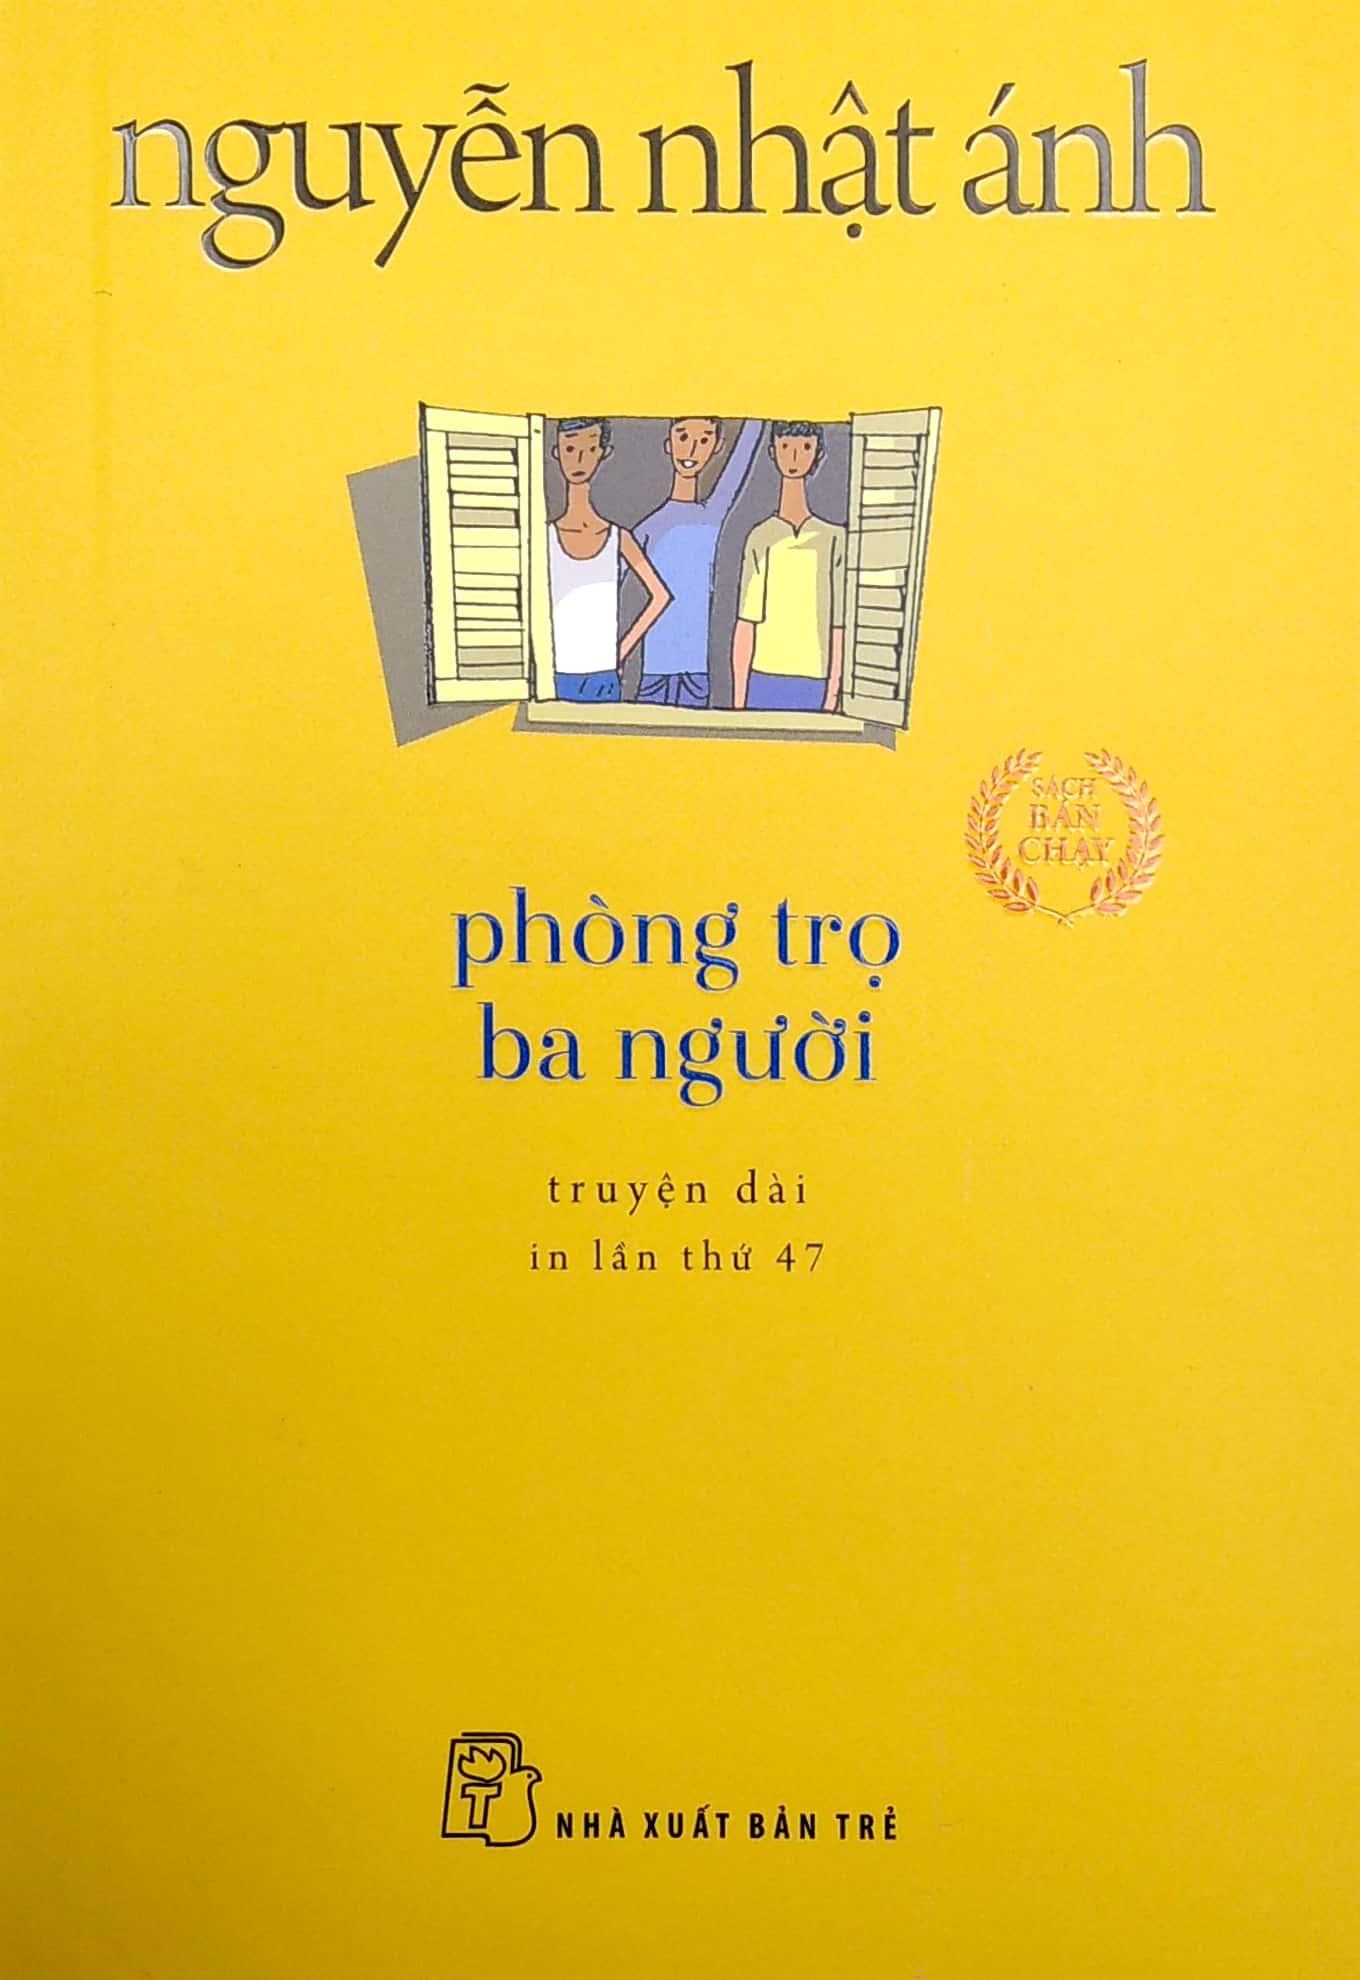 nguyễn nhật ánh
SÁCH
BÁN
CHẠY
phòng trọ
ba người
truyện dài
in lần thứ 47
T
NHÀ XUẤT BẢN TRẺ